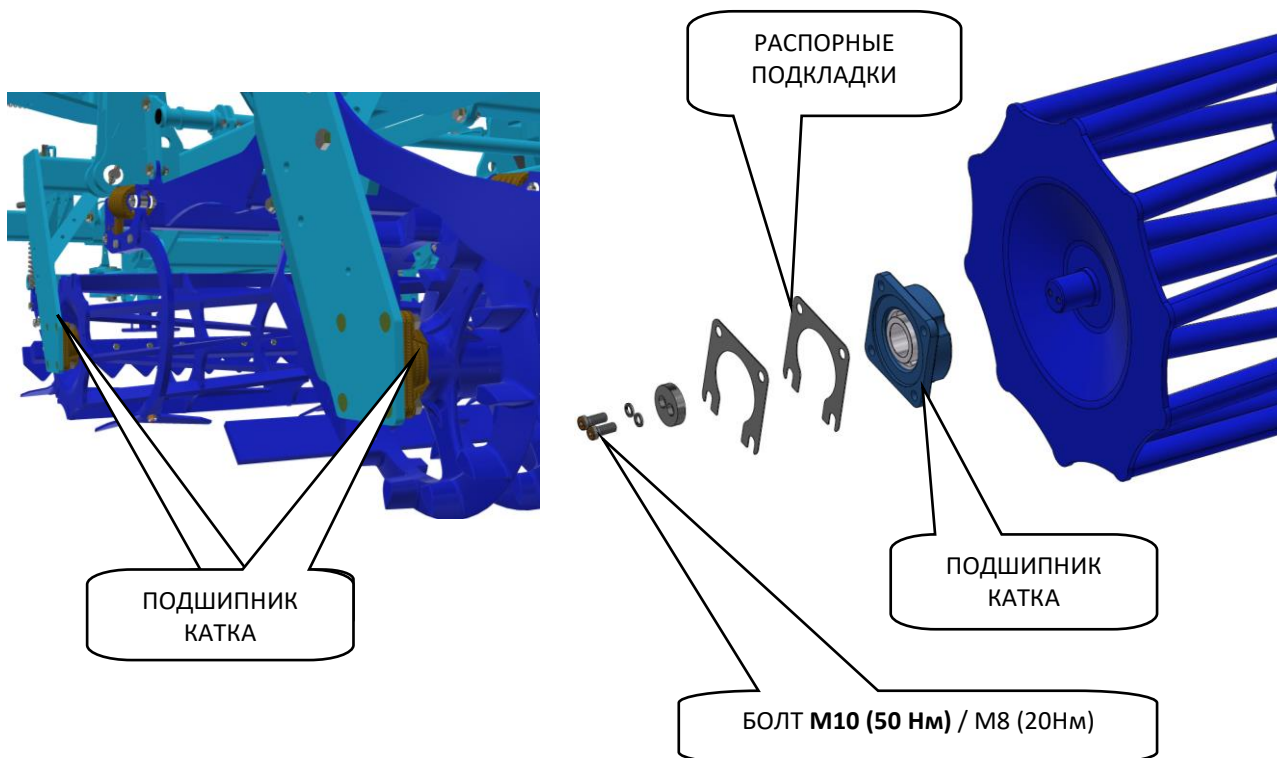 РАСПОРНЫЕ
ПОДКЛАДКИ
ПОДШИПНИК
КАТКА
ПОДШИПНИК
КАТКА
БОЛТ M10 (50 Нм) / M8 (20Нм)